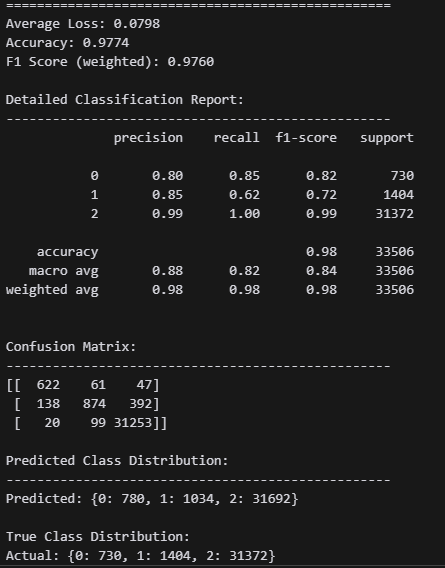 ==================================================
Average Loss: 0.0798
Accuracy: 0.9774
F1 Score (weighted): 0.9760

Detailed Classification Report:
--------------------------------------------------
              precision    recall  f1-score   support

           0       0.80      0.85      0.82       730
           1       0.85      0.62      0.72      1404
           2       0.99      1.00      0.99     31372

    accuracy                           0.98     33506
   macro avg       0.88      0.82      0.84     33506
weighted avg       0.98      0.98      0.98     33506


Confusion Matrix:
--------------------------------------------------
[[  622    61    47]
 [  138   874   392]
 [   20    99 31253]]

Predicted Class Distribution:
--------------------------------------------------
Predicted: {0: 780, 1: 1034, 2: 31692}

True Class Distribution:
Actual: {0: 730, 1: 1404, 2: 31372}